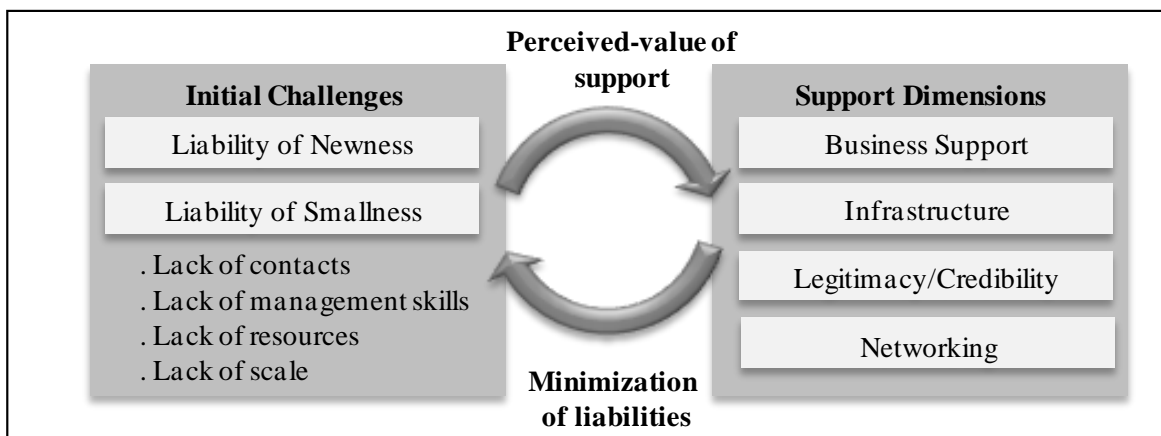 Perceived-value of
support
Initial Challenges
Liability of Newness
Liability of Smallness
. Lack of contacts
. Lack of management skills
. Lack of resources
. Lack of scale
Support Dimensions
Business Support
Infrastructure
Legitimacy/Credibility
Networking
Minimization
of liabilities